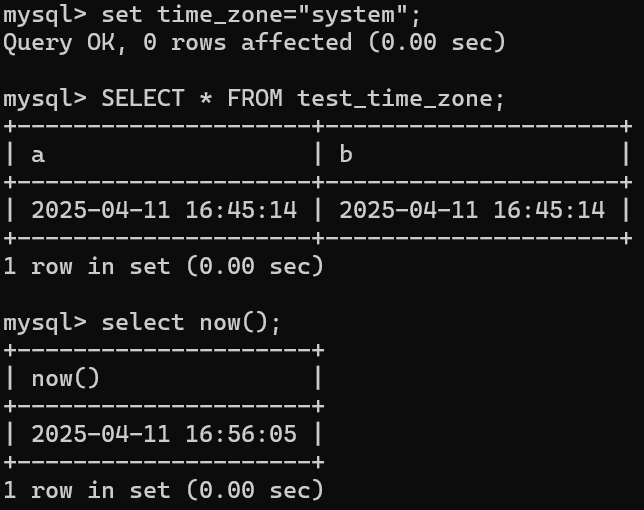 mysql> set time_zone="system";
Query OK, 0 rows affected (0.00 sec)
mysql> SELECT * FROM test_time_zone;
+---------------------+---------------------+
| a                   | b                   |
+---------------------+---------------------+
| 2025-04-11 16:45:14 | 2025-04-11 16:45:14 |
+---------------------+---------------------+
1 row in set (0.00 sec)
mysql> select now();
+---------------------+
| now()               |
+---------------------+
| 2025-04-11 16:56:05 |
+---------------------+
1 row in set (0.00 sec)